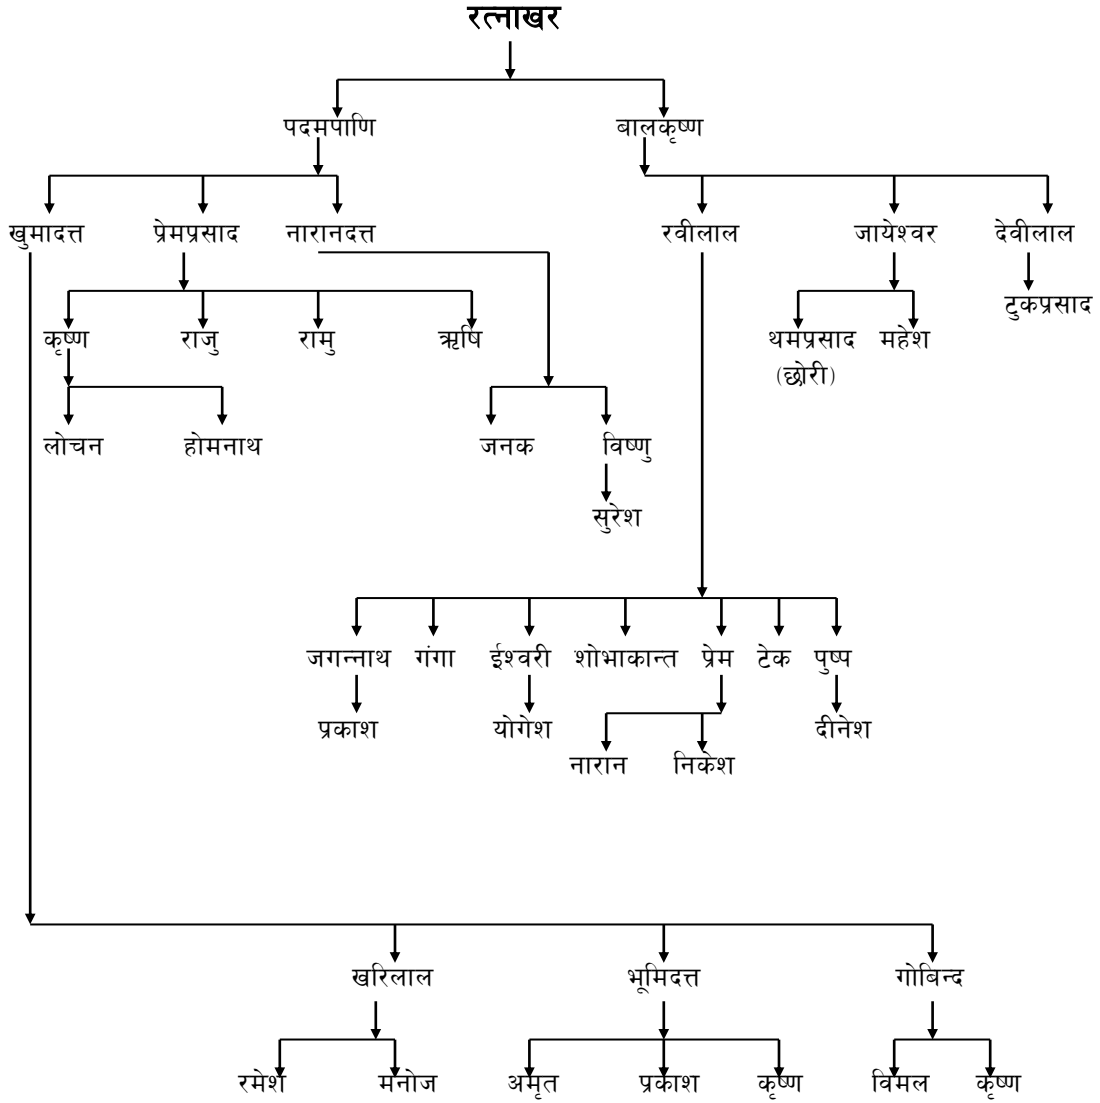 रत्नाखर
पदमपाणि बालकृष्ण
खुमादत्त प्रेमप्रसाद नारानदत्त रवीलाल जायेश्वर देवीलाल
टुकप्रसाद
कृष्ण राजु रामु ऋषि थमप्रसाद महेश
(छोरी)
लोचन होमनाथ जनक विष्णु
सुरेश
जगन्नाथ गंगा ईश्वरी शोभाकान्त प्रेम टेक पुष्प
प्रकाश योगेश दीनेश
नारान निकेश
खरिलाल भूमिदत्त गोबिन्द
रमेश मनोज अमृत प्रकाश कृष्ण विमल कृष्ण